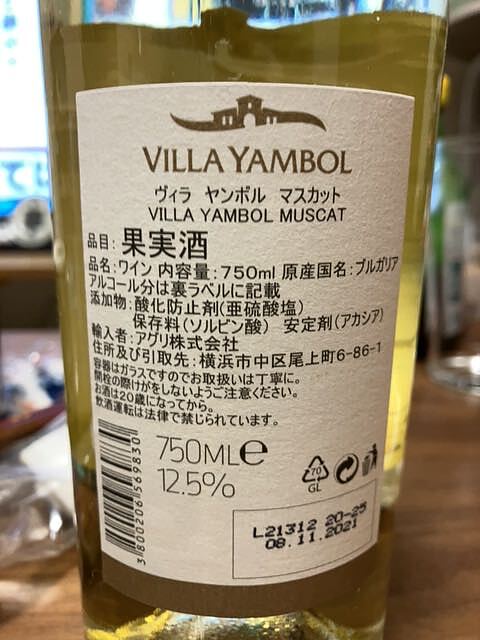 VILLA YAMBOL
ヴィラ ヤンボル マスカット
VILLA YAMBOL MUSCAT
品目:果実酒
品名:ワイン 内容量:750ml 原産国名:ブルガリア
アルコール分は裏ラベルに記載
添加物:酸化防止剤(亜硫酸塩)
保存料(ソルビン酸) 安定剤(アカシア)
輸入者:アグリ株式会社
住所及び引取先:横浜市中区尾上町6-86-1
容器はガラスですのでお取扱いは丁寧に。
開栓の際けがをしないようご注意ください。
お酒は20歳になってから。
飲酒運転は法律で禁じられています。
750MLe
12.5%
70
GL
3800206569830
L21312 20-25
08.11.2021